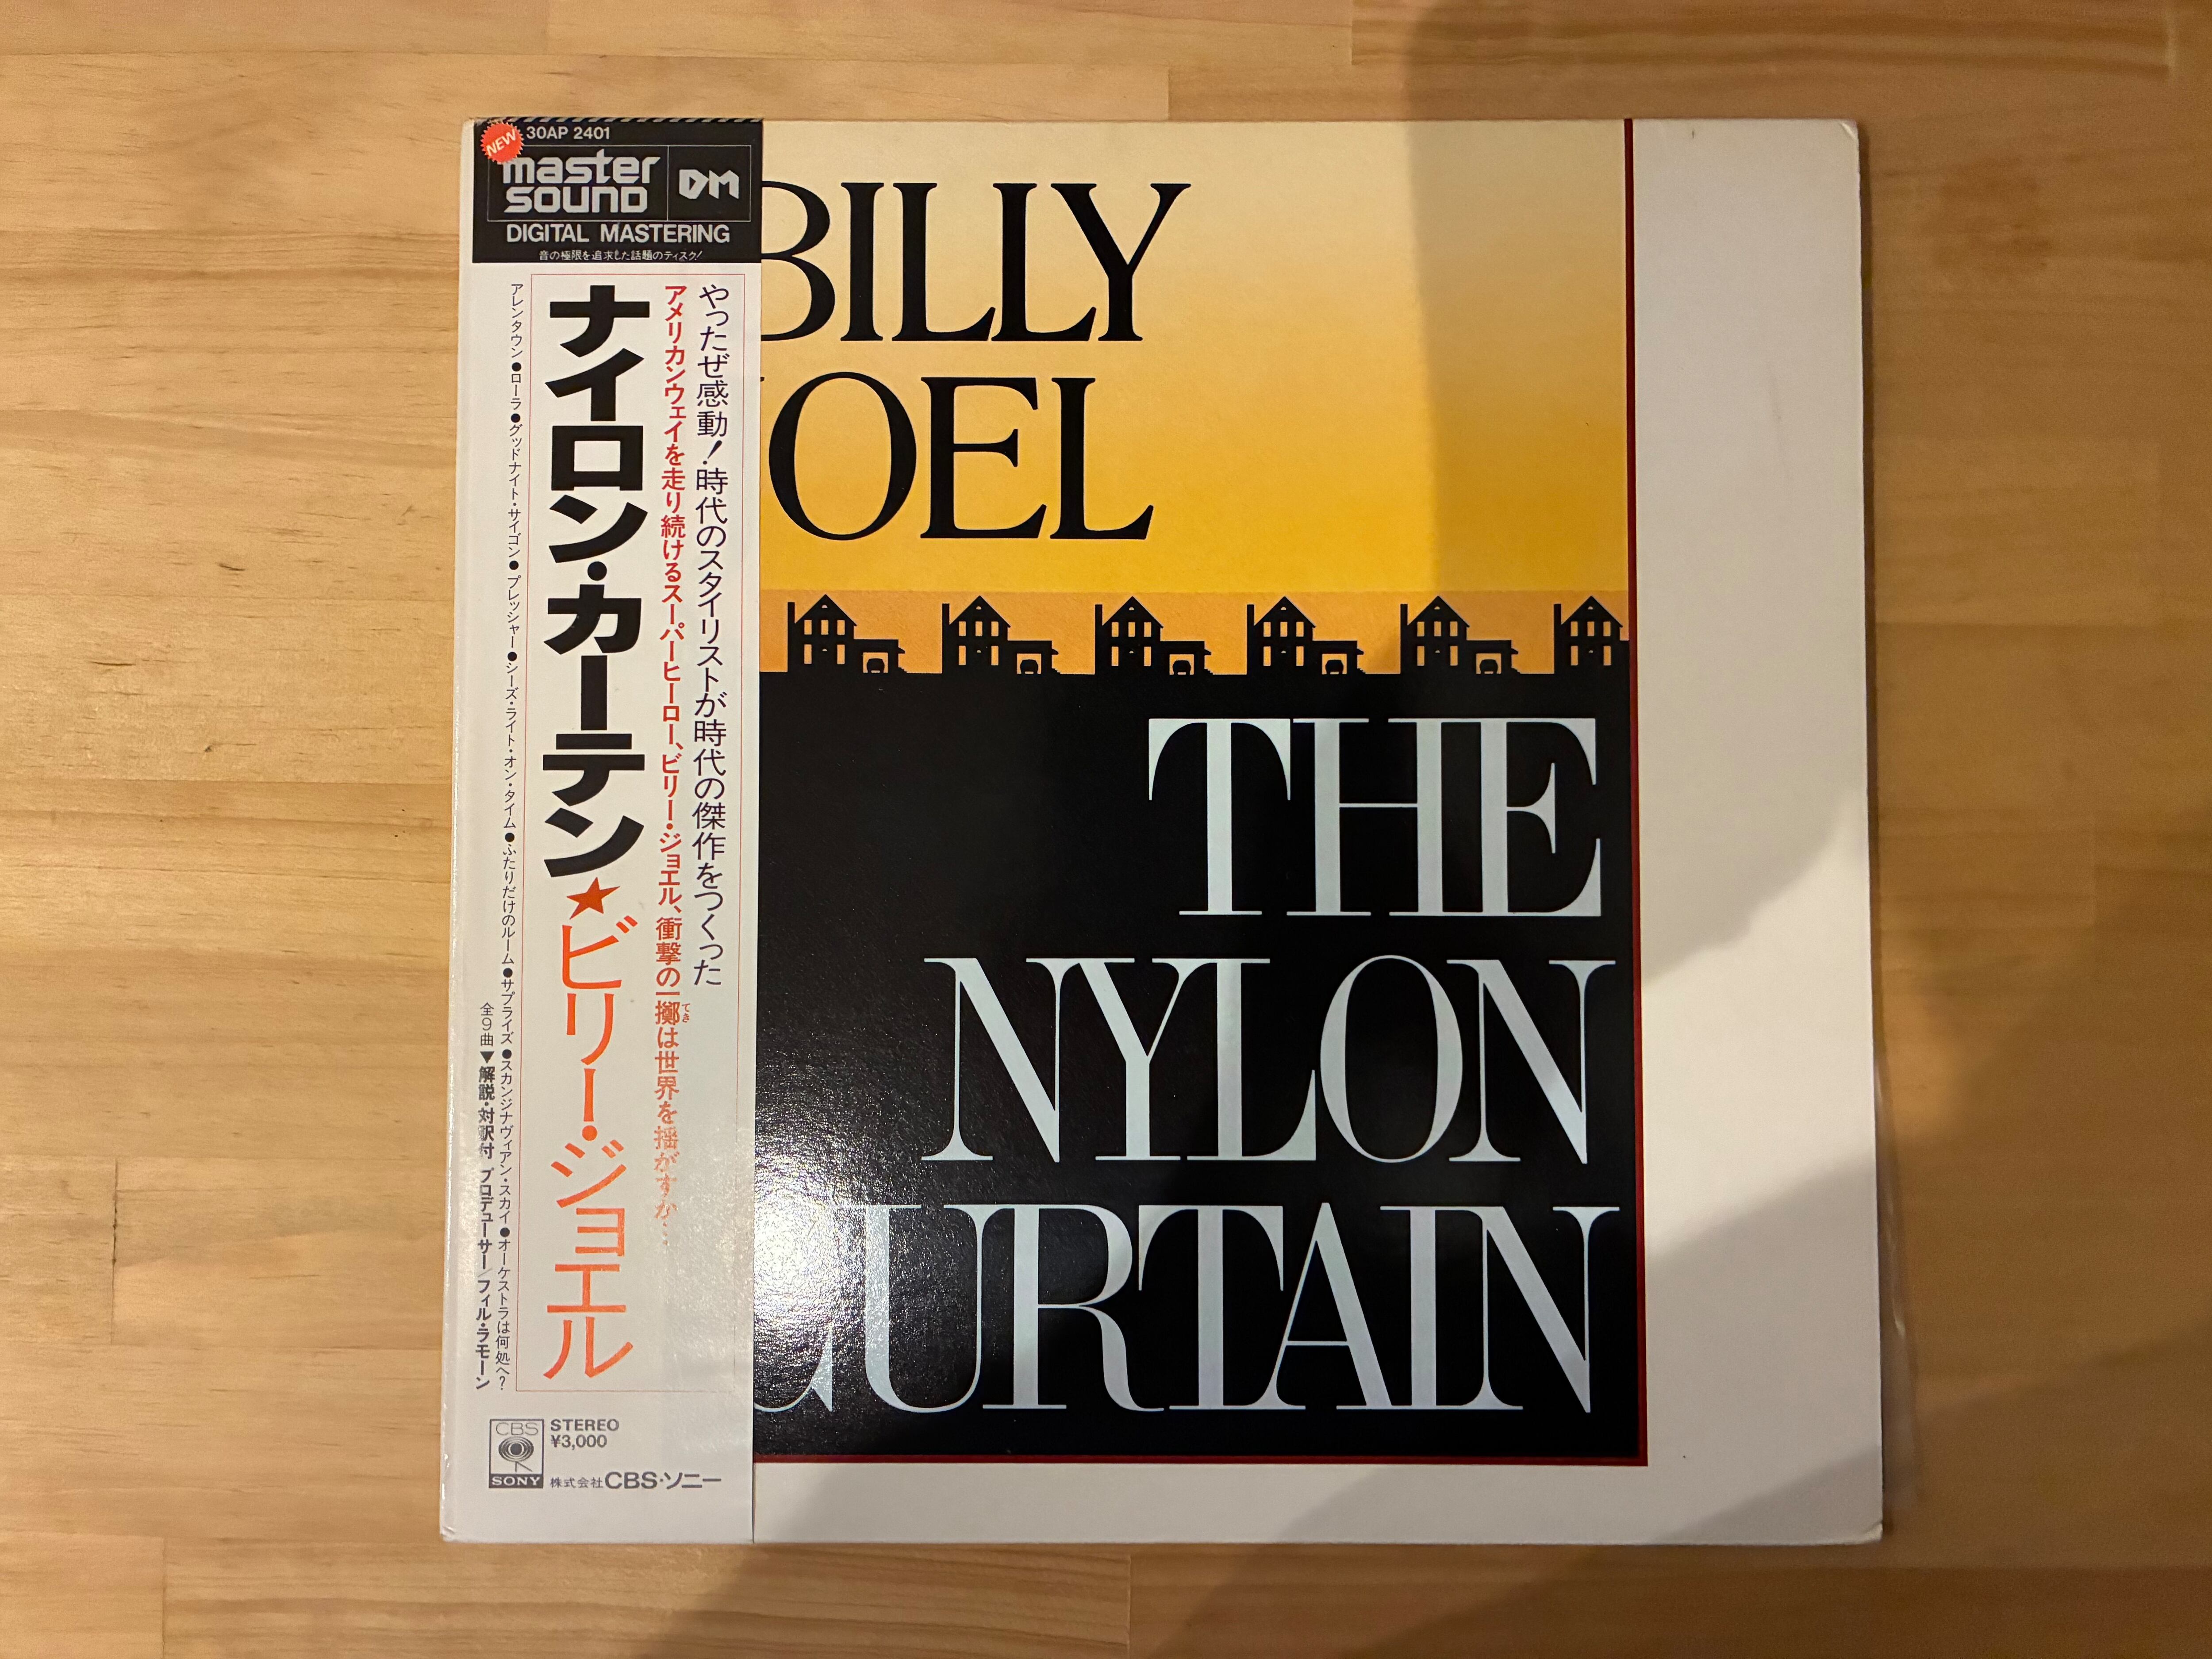 NEW
30AP 2401
master
sound
DM
DIGITAL MASTERING
音の極限を追求した話題のディスク!
やったぜ感動!時代のスタイリストが時代の傑作をつくった
アメリカンウェイを走り続けるスーパーヒーロー、ビリー・ジョエル、衝撃の一擲は世界を揺がすか…
てき
ナイロン・カーテン★ビリー・ジョエル
アレンタウン●ローラ●グッドナイト・サイゴン●プレッシャー●シーズ・ライト・オン・タイム●ふたりだけのルーム●サプライズ●スカンジナヴィアン・スカイ●オーケストラは何処へ?
全9曲▼解説・対訳付 プロデューサー/フィル・ラモーン
CBS
SONY
STEREO
¥3,000
株式会社CBS・ソニー
BILLY
JOEL
THE
NYLON
CURTAIN